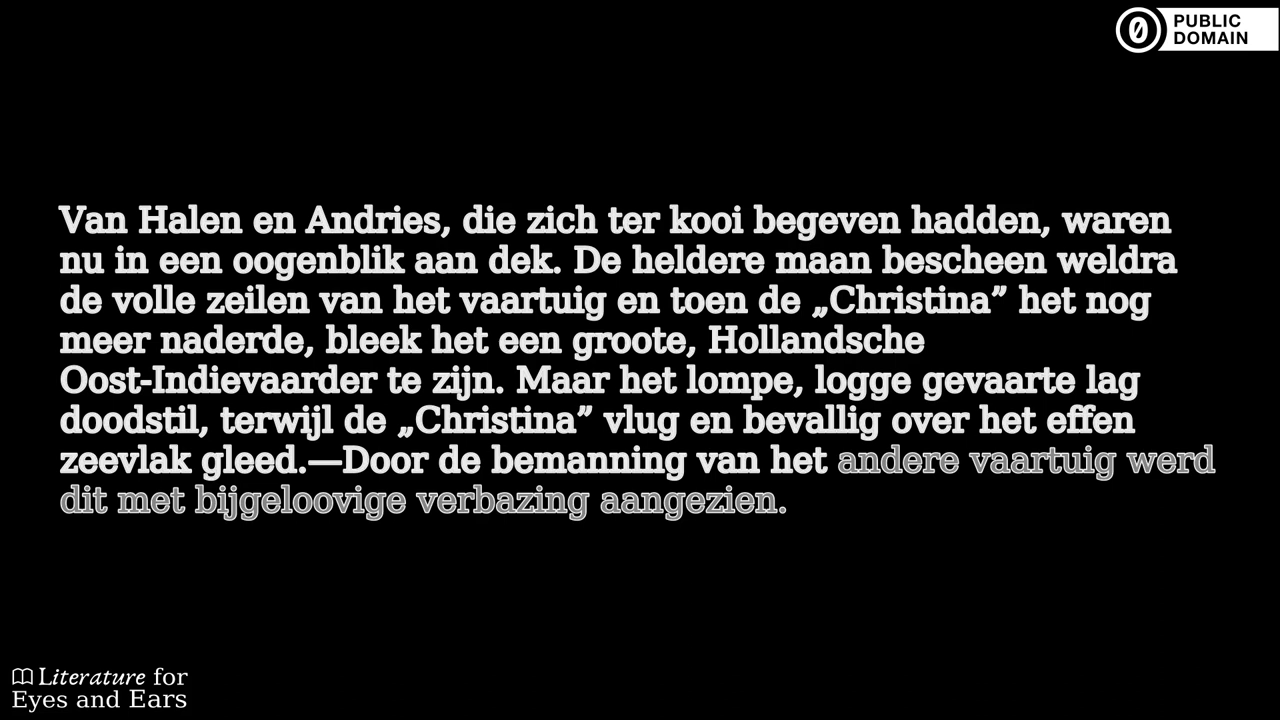 PUBLIC
DOMAIN
Van Halen en Andries, die zich ter kooi begeven hadden, waren
nu in een oogenblik aan dek. De heldere maan bescheen weldra
de volle zeilen van het vaartuig en toen de „Christina” het nog
meer naderde, bleek het een groote, Hollandsche
Oost-Indievaarder te zijn. Maar het lompe, logge gevaarte lag
doodstil, terwijl de „Christina” vlug en bevallig over het effen
zeevlak gleed.—Door de bemanning van het andere vaartuig werd
dit met bijgeloovige verbazing aangezien.
Literature for
Eyes and Ears